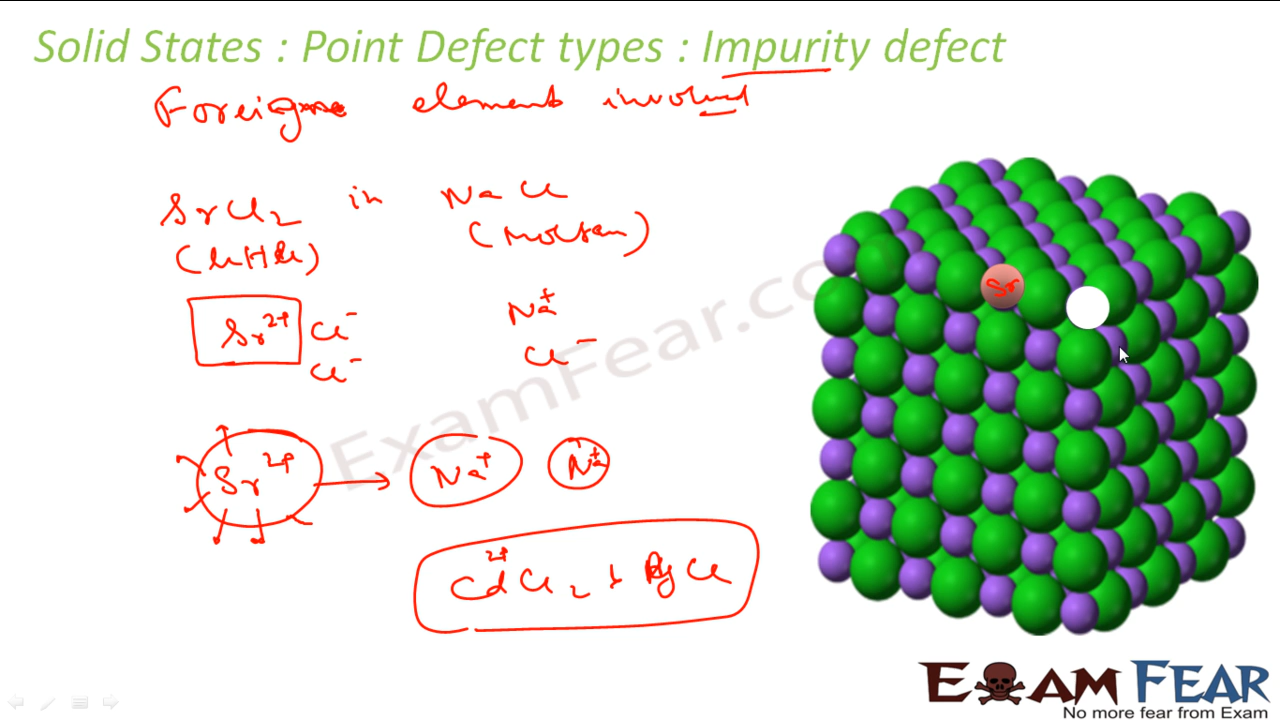 Solid States : Point Defect types : Impurity defect
Foreign element involved
SrCl2 in NaCl
(Molten)
Sr2+ Cl-
Cl-
Na+
Cl-
Sr
Sr2+ → Na+ Na+
Cd2+Cl2 + AgCl
ExamFear.com
EXAM FEAR
No more fear from Exam